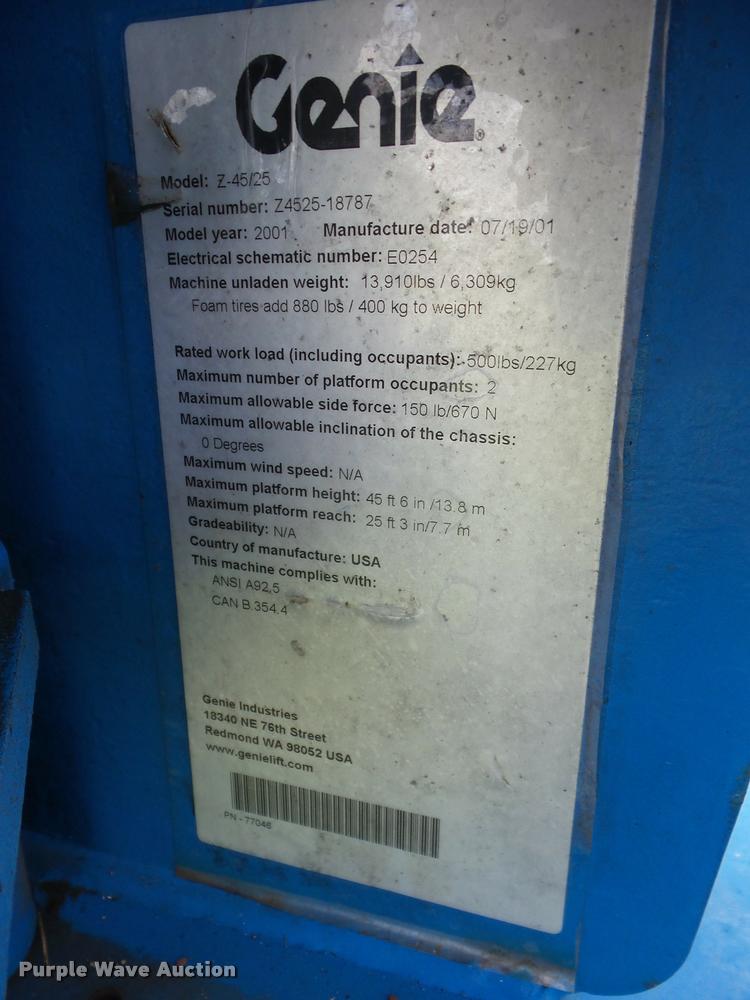 Genie
Model: Z-45/25
Serial number: Z4525-18787
Model year: 2001 Manufacture date: 07/19/01
Electrical schematic number: E0254
Machine unladen weight: 13,910lbs / 6,309kg
Foam tires add 880 lbs / 400 kg to weight
Rated work load (including occupants): 500lbs/227kg
Maximum number of platform occupants: 2
Maximum allowable side force: 150 lb/670 N
Maximum allowable inclination of the chassis:
0 Degrees
Maximum wind speed: N/A
Maximum platform height: 45 ft 6 in /13.8 m
Maximum platform reach: 25 ft 3 in/7.7 m
Gradeability: N/A
Country of manufacture: USA
This machine complies with:
ANSI A92.5
CAN B.354.4
Genie Industries
18340 NE 76th Street
Redmond WA 98052 USA
www.genielift.com
PN - 77046
Purple Wave Auction